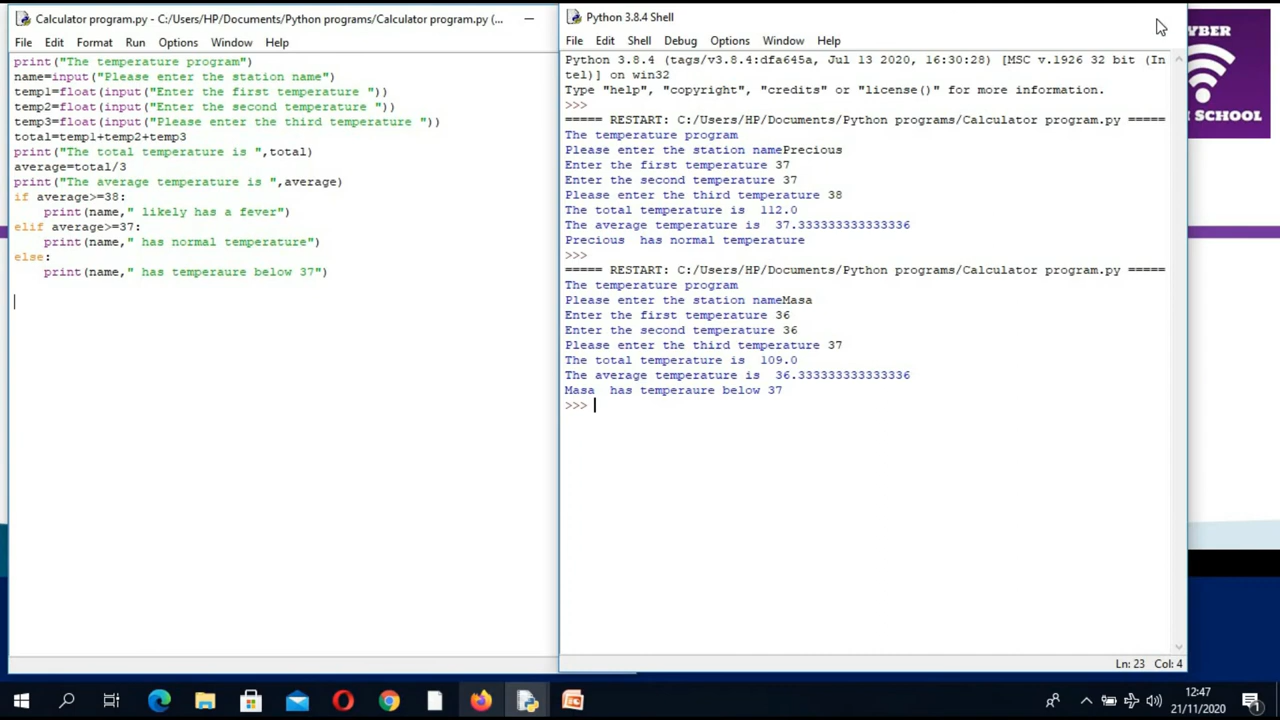 Calculator program.py - C:/Users/HP/Documents/Python programs/Calculator program.py (...
File Edit Format Run Options Window Help
print("The temperature program")
name=input("Please enter the station name")
temp1=float(input("Enter the first temperature "))
temp2=float(input("Enter the second temperature "))
temp3=float(input("Please enter the third temperature "))
total=temp1+temp2+temp3
print("The total temperature is ",total)
average=total/3
print("The average temperature is ",average)
if average>=38:
    print(name," likely has a fever")
elif average>=37:
    print(name," has normal temperature")
else:
    print(name," has temperaure below 37")
Python 3.8.4 Shell
File Edit Shell Debug Options Window Help
Python 3.8.4 (tags/v3.8.4:dfa645a, Jul 13 2020, 16:30:28) [MSC v.1926 32 bit (In
tel)] on win32
Type "help", "copyright", "credits" or "license()" for more information.
>>>
===== RESTART: C:/Users/HP/Documents/Python programs/Calculator program.py =====
The temperature program
Please enter the station namePrecious
Enter the first temperature 37
Enter the second temperature 37
Please enter the third temperature 38
The total temperature is  112.0
The average temperature is  37.333333333333336
Precious  has normal temperature
>>>
===== RESTART: C:/Users/HP/Documents/Python programs/Calculator program.py =====
The temperature program
Please enter the station nameMasa
Enter the first temperature 36
Enter the second temperature 36
Please enter the third temperature 37
The total temperature is  109.0
The average temperature is  36.333333333333336
Masa  has temperaure below 37
>>>
Ln: 23 Col: 4
YBER
SCHOOL
12:47
21/11/2020
1